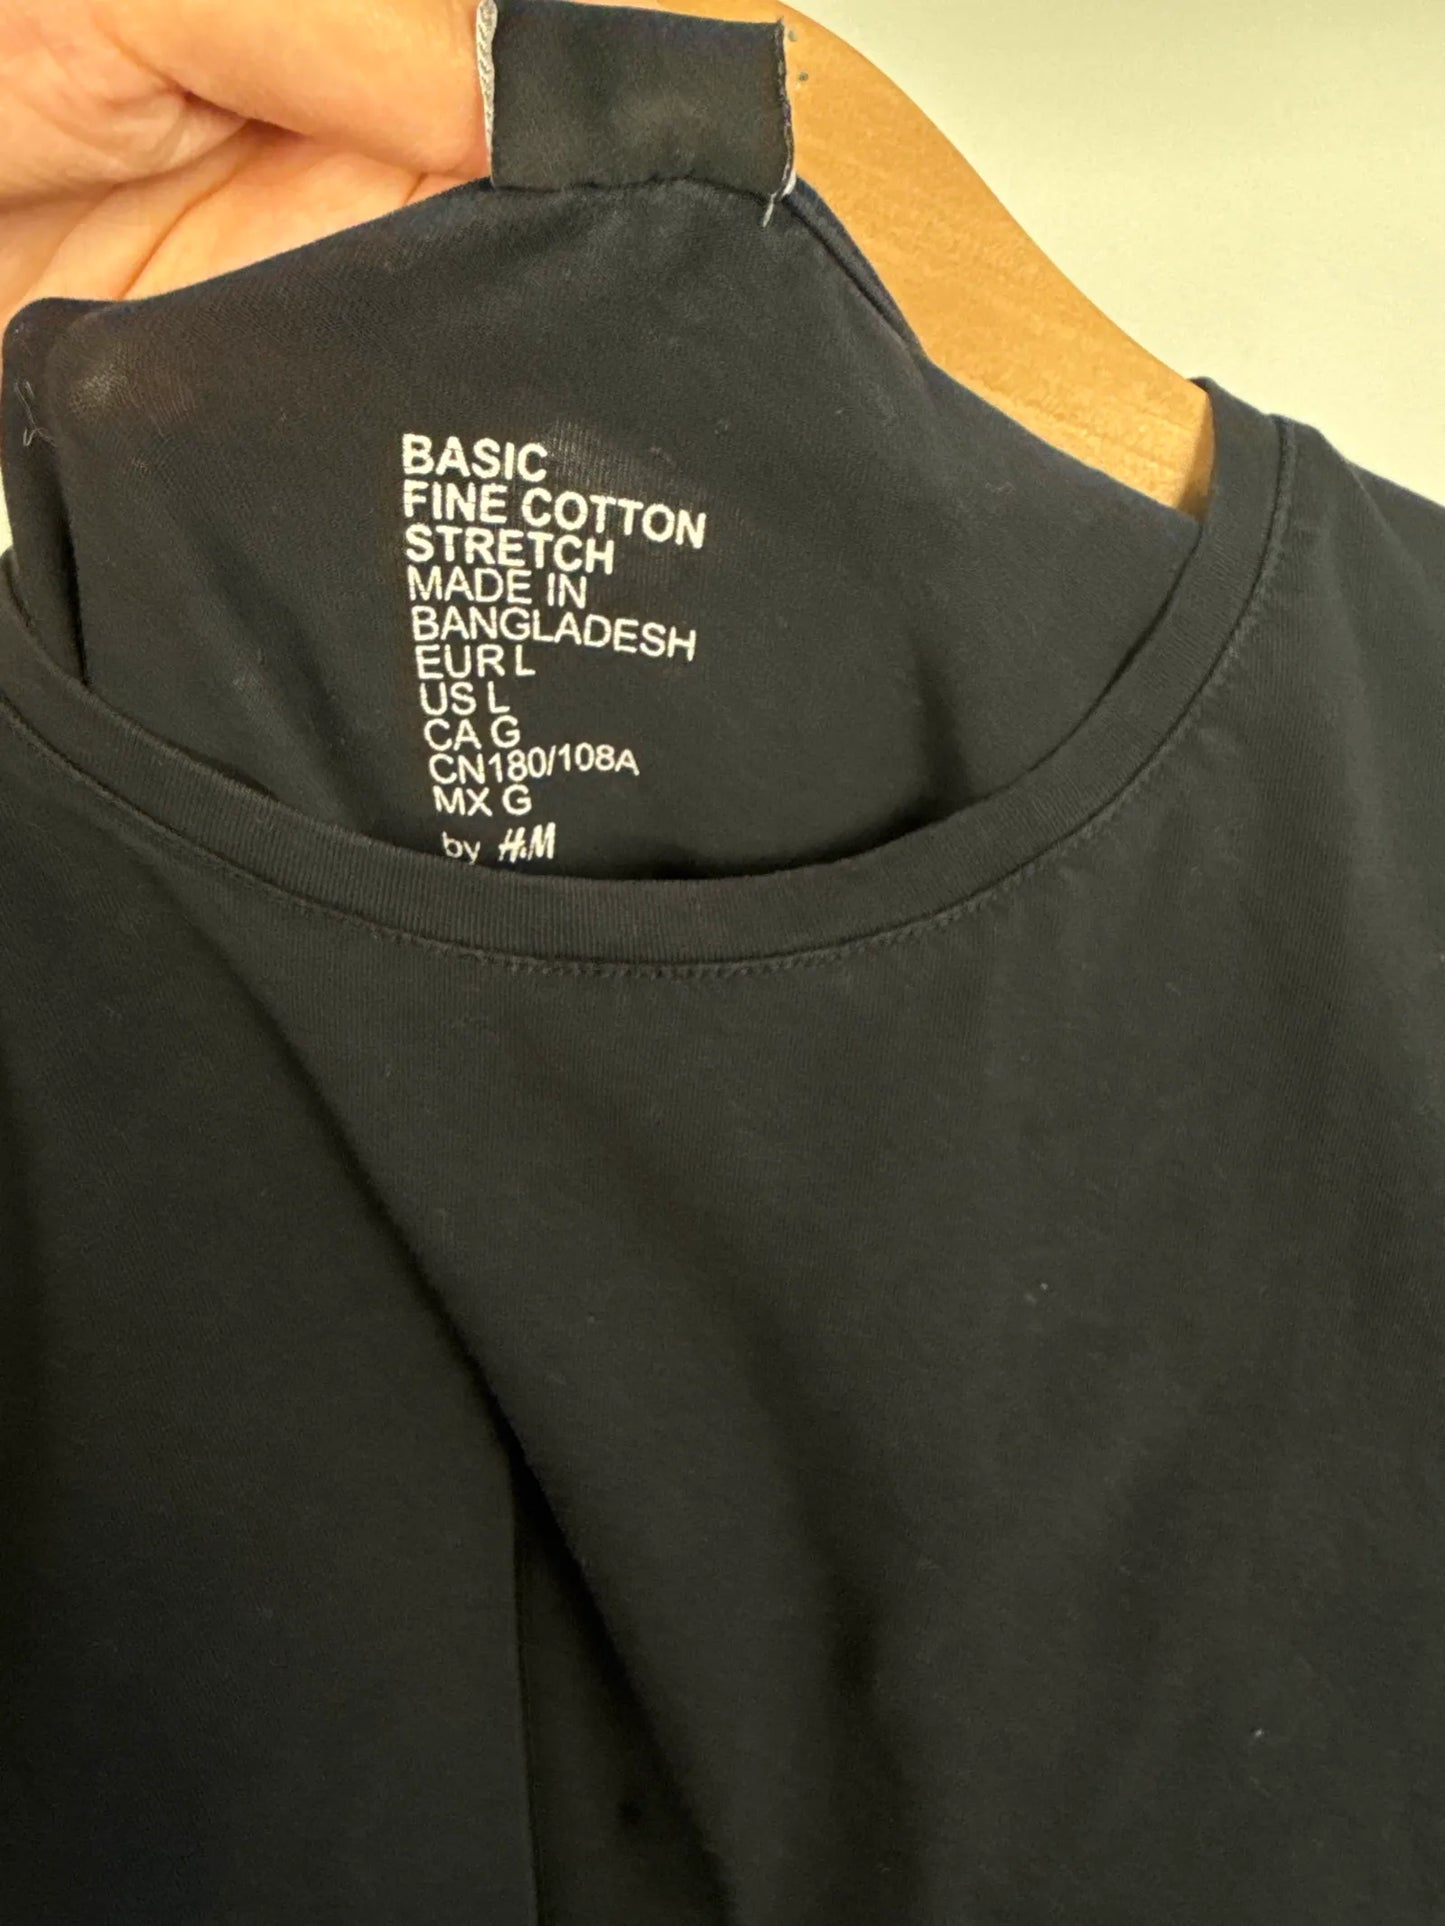 BASIC
FINE COTTON
STRETCH
MADE IN
BANGLADESH
EUR L
US L
CA G
CN180/108A
MX G
by H&M